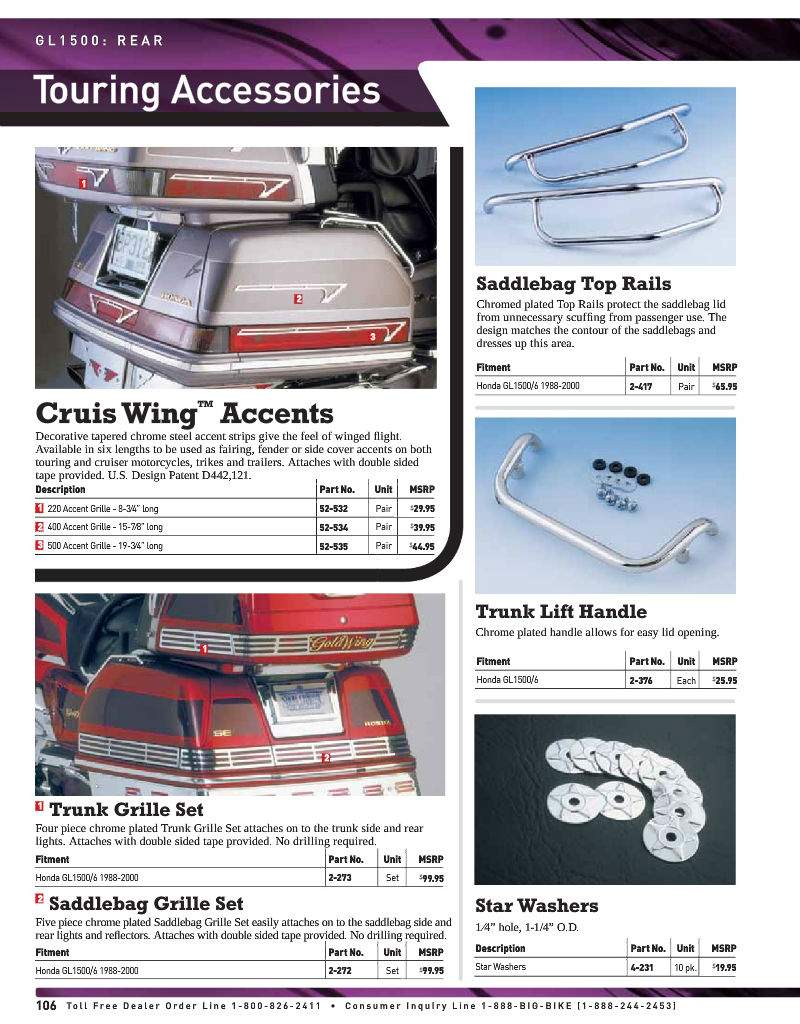 GL1500: REAR
Touring Accessories
1
2
3
HONDA
Cruis Wing™ Accents
Decorative tapered chrome steel accent strips give the feel of winged flight.
Available in six lengths to be used as fairing, fender or side cover accents on both
touring and cruiser motorcycles, trikes and trailers. Attaches with double sided
tape provided. U.S. Design Patent D442,121.
Description Part No. Unit MSRP
1 220 Accent Grille - 8-3/4" long 52-532 Pair $29.95
2 400 Accent Grille - 15-7/8" long 52-534 Pair $39.95
3 500 Accent Grille - 19-3/4" long 52-535 Pair $44.95
1
GoldWing
SE
HONDA
2
1 Trunk Grille Set
Four piece chrome plated Trunk Grille Set attaches on to the trunk side and rear
lights. Attaches with double sided tape provided. No drilling required.
Fitment Part No. Unit MSRP
Honda GL1500/6 1988-2000 2-273 Set $99.95
2 Saddlebag Grille Set
Five piece chrome plated Saddlebag Grille Set easily attaches on to the saddlebag side and
rear lights and reflectors. Attaches with double sided tape provided. No drilling required.
Fitment Part No. Unit MSRP
Honda GL1500/6 1988-2000 2-272 Set $99.95
Saddlebag Top Rails
Chromed plated Top Rails protect the saddlebag lid
from unnecessary scuffing from passenger use. The
design matches the contour of the saddlebags and
dresses up this area.
Fitment Part No. Unit MSRP
Honda GL1500/6 1988-2000 2-417 Pair $65.95
Trunk Lift Handle
Chrome plated handle allows for easy lid opening.
Fitment Part No. Unit MSRP
Honda GL1500/6 2-376 Each $25.95
Star Washers
1/4" hole, 1-1/4" O.D.
Description Part No. Unit MSRP
Star Washers 4-231 10 pk. $19.95
106 Toll Free Dealer Order Line 1-800-826-2411 • Consumer Inquiry Line 1-888-BIG-BIKE (1-888-244-2453)